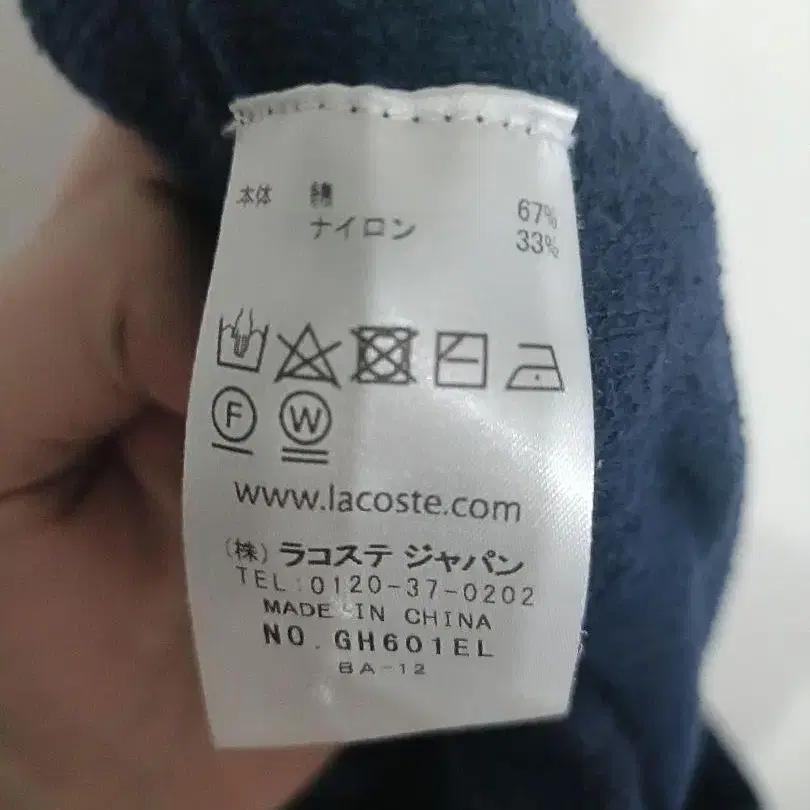 本体 綿 67%
ナイロン 33%
F W
www.lacoste.com
(株) ラコステ ジャパン
TEL:0120-37-0202
MADE IN CHINA
NO.GH601EL
BA-12